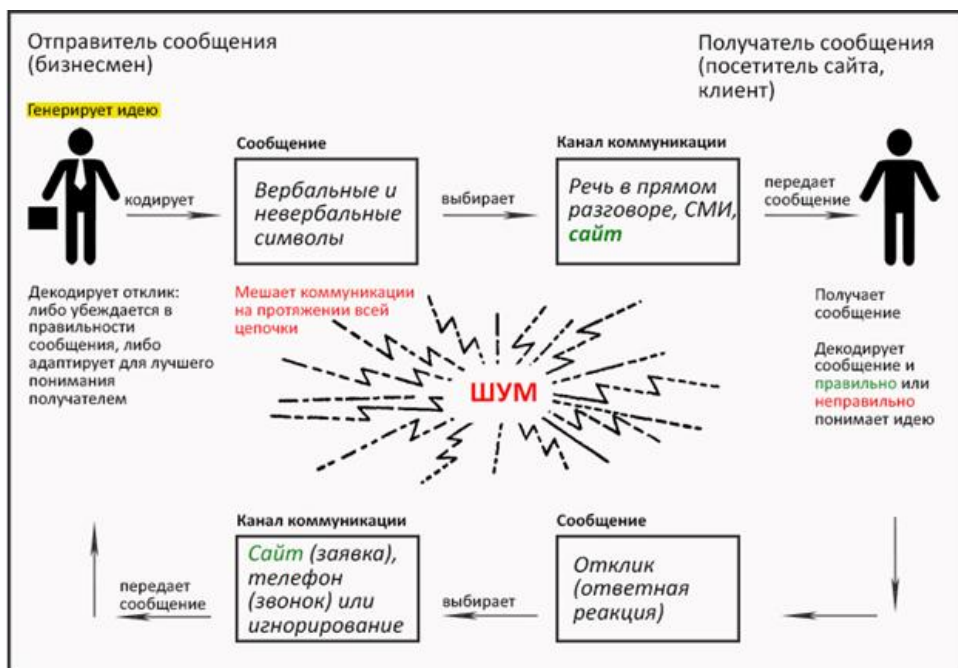 Отправитель сообщения
(бизнесмен)
Получатель сообщения
(посетитель сайта,
клиент)
Генерирует идею
кодирует
Сообщение
Вербальные и
невербальные
символы
выбирает
Канал коммуникации
Речь в прямом
разговоре, СМИ,
сайт
передает
сообщение
Декодирует отклик:
либо убеждается в
правильности
сообщения, либо
адаптирует для лучшего
понимания
получателем
Мешает коммуникации
на протяжении всей
цепочки
ШУМ
Получает
сообщение
Декодирует
сообщение и
правильно или
неправильно
понимает идею
Канал коммуникации
Сайт (заявка),
телефон
(звонок) или
игнорирование
передает
сообщение
выбирает
Сообщение
Отклик
(ответная
реакция)